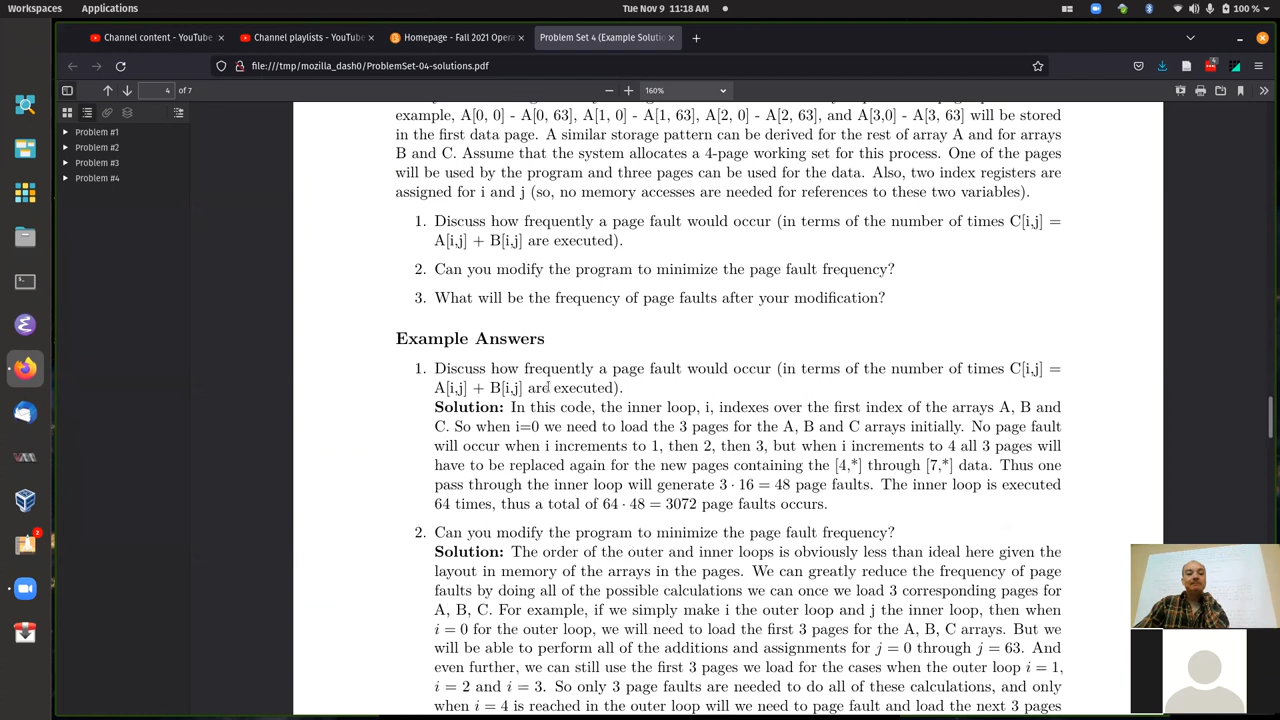 Workspaces Applications Tue Nov 9 11:18 AM 100 %
Channel content - YouTube Channel playlists - YouTube Homepage - Fall 2021 Opera Problem Set 4 (Example Soluti
file:///tmp/mozilla_dash0/ProblemSet-04-solutions.pdf
4 of 7 160%
Problem #1
Problem #2
Problem #3
Problem #4
example, A[0, 0] - A[0, 63], A[1, 0] - A[1, 63], A[2, 0] - A[2, 63], and A[3,0] - A[3, 63] will be stored
in the first data page. A similar storage pattern can be derived for the rest of array A and for arrays
B and C. Assume that the system allocates a 4-page working set for this process. One of the pages
will be used by the program and three pages can be used for the data. Also, two index registers are
assigned for i and j (so, no memory accesses are needed for references to these two variables).
1. Discuss how frequently a page fault would occur (in terms of the number of times C[i,j] =
A[i,j] + B[i,j] are executed).
2. Can you modify the program to minimize the page fault frequency?
3. What will be the frequency of page faults after your modification?
Example Answers
1. Discuss how frequently a page fault would occur (in terms of the number of times C[i,j] =
A[i,j] + B[i,j] are executed).
Solution: In this code, the inner loop, i, indexes over the first index of the arrays A, B and
C. So when i=0 we need to load the 3 pages for the A, B and C arrays initially. No page fault
will occur when i increments to 1, then 2, then 3, but when i increments to 4 all 3 pages will
have to be replaced again for the new pages containing the [4,*] through [7,*] data. Thus one
pass through the inner loop will generate 3 · 16 = 48 page faults. The inner loop is executed
64 times, thus a total of 64 · 48 = 3072 page faults occurs.
2. Can you modify the program to minimize the page fault frequency?
Solution: The order of the outer and inner loops is obviously less than ideal here given the
layout in memory of the arrays in the pages. We can greatly reduce the frequency of page
faults by doing all of the possible calculations we can once we load 3 corresponding pages for
A, B, C. For example, if we simply make i the outer loop and j the inner loop, then when
i = 0 for the outer loop, we will need to load the first 3 pages for the A, B, C arrays. But we
will be able to perform all of the additions and assignments for j = 0 through j = 63. And
even further, we can still use the first 3 pages we load for the cases when the outer loop i = 1,
i = 2 and i = 3. So only 3 page faults are needed to do all of these calculations, and only
when i = 4 is reached in the outer loop will we need to page fault and load the next 3 pages